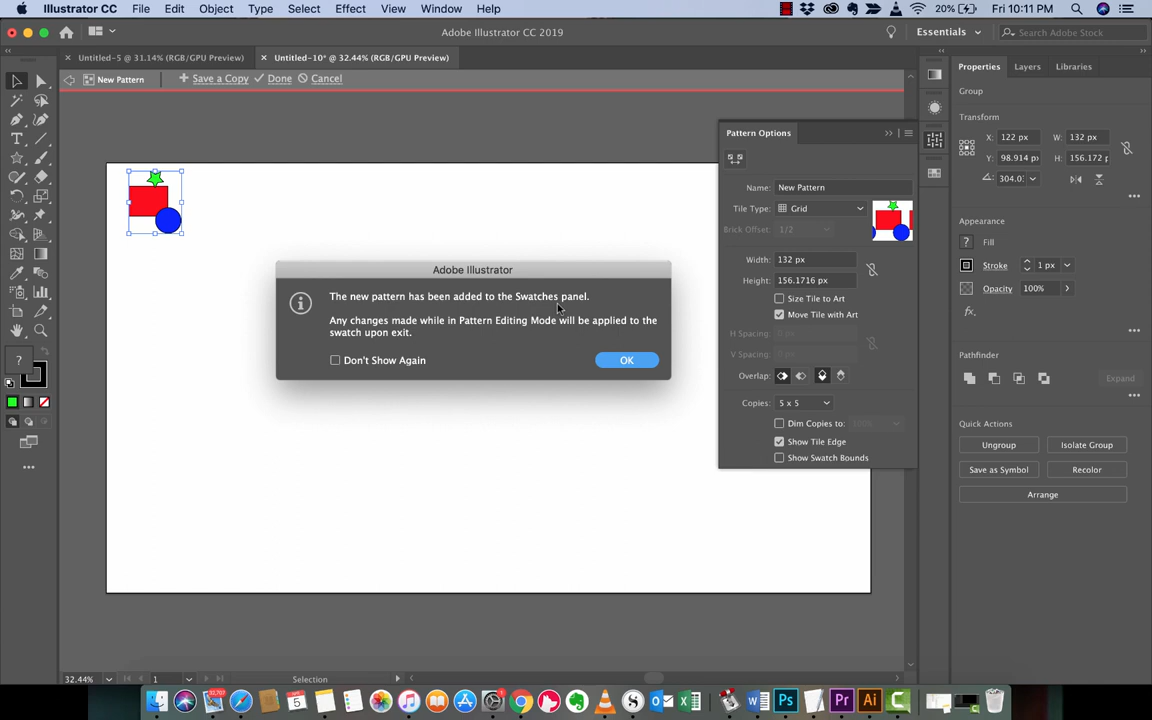 Illustrator CC File Edit Object Type Select Effect View Window Help 20% Fri 10:11 PM
Adobe Illustrator CC 2019
Essentials
Search Adobe Stock
Untitled-5 @ 31.14% (RGB/GPU Preview)
Untitled-10* @ 32.44% (RGB/GPU Preview)
New Pattern
Save a Copy
Done
Cancel
Properties Layers Libraries
Group
Transform
X: 122 px W: 132 px
Y: 98.914 px H: 156.172 p
304.0
Appearance
? Fill
Stroke 1 px
Opacity 100%
fx.
Pathfinder
Expand
Quick Actions
Ungroup Isolate Group
Save as Symbol Recolor
Arrange
Pattern Options
Name: New Pattern
Tile Type: Grid
Brick Offset: 1/2
Width: 132 px
Height: 156.1716 px
Size Tile to Art
Move Tile with Art
H Spacing: 0 px
V Spacing: 0 px
Overlap:
Copies: 5 x 5
Dim Copies to:
Show Tile Edge
Show Swatch Bounds
Adobe Illustrator
The new pattern has been added to the Swatches panel.
Any changes made while in Pattern Editing Mode will be applied to the
swatch upon exit.
Don't Show Again
OK
?
32.44% 1 Selection